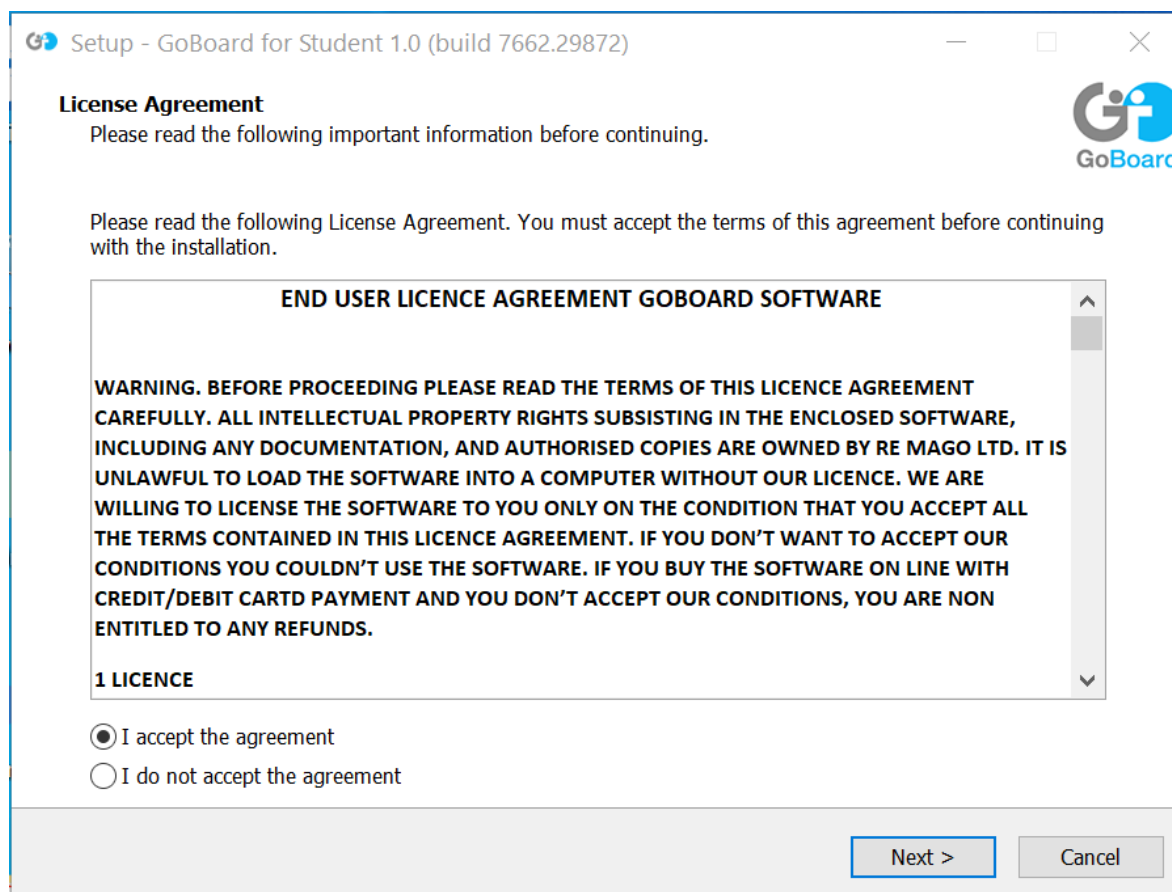 Setup - GoBoard for Student 1.0 (build 7662.29872)
License Agreement
Please read the following important information before continuing.
GoBoard
Please read the following License Agreement. You must accept the terms of this agreement before continuing
with the installation.
END USER LICENCE AGREEMENT GOBOARD SOFTWARE
WARNING. BEFORE PROCEEDING PLEASE READ THE TERMS OF THIS LICENCE AGREEMENT
CAREFULLY. ALL INTELLECTUAL PROPERTY RIGHTS SUBSISTING IN THE ENCLOSED SOFTWARE,
INCLUDING ANY DOCUMENTATION, AND AUTHORISED COPIES ARE OWNED BY RE MAGO LTD. IT IS
UNLAWFUL TO LOAD THE SOFTWARE INTO A COMPUTER WITHOUT OUR LICENCE. WE ARE
WILLING TO LICENSE THE SOFTWARE TO YOU ONLY ON THE CONDITION THAT YOU ACCEPT ALL
THE TERMS CONTAINED IN THIS LICENCE AGREEMENT. IF YOU DON’T WANT TO ACCEPT OUR
CONDITIONS YOU COULDN’T USE THE SOFTWARE. IF YOU BUY THE SOFTWARE ON LINE WITH
CREDIT/DEBIT CARTD PAYMENT AND YOU DON’T ACCEPT OUR CONDITIONS, YOU ARE NON
ENTITLED TO ANY REFUNDS.
1 LICENCE
I accept the agreement
I do not accept the agreement
Next >
Cancel